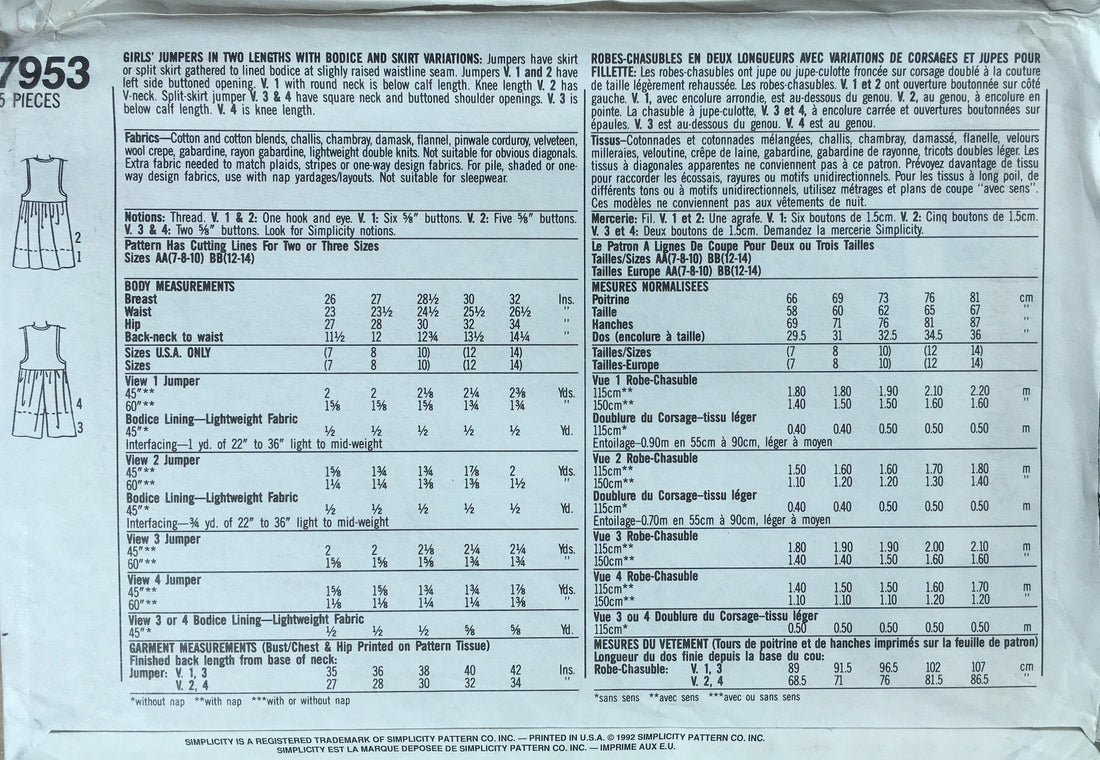 7953
5 PIECES
2
1
4
3
GIRLS' JUMPERS IN TWO LENGTHS WITH BODICE AND SKIRT VARIATIONS: Jumpers have skirt
or split skirt gathered to lined bodice at slighly raised waistline seam. Jumpers V. 1 and 2 have
left side buttoned opening. V. 1 with round neck is below calf length. Knee length V. 2 has
V-neck. Split-skirt jumper V. 3 & 4 have square neck and buttoned shoulder openings. V. 3 is
below calf length. V. 4 is knee length.
Fabrics—Cotton and cotton blends, challis, chambray, damask, flannel, pinwale corduroy, velveteen,
wool crepe, gabardine, rayon gabardine, lightweight double knits. Not suitable for obvious diagonals.
Extra fabric needed to match plaids, stripes or one-way design fabrics. For pile, shaded or one-
way design fabrics, use with nap yardages/layouts. Not suitable for sleepwear.
Notions: Thread. V. 1 & 2: One hook and eye. V. 1: Six ⅝" buttons. V. 2: Five ⅝" buttons.
V. 3 & 4: Two ⅝" buttons. Look for Simplicity notions.
Pattern Has Cutting Lines For Two or Three Sizes
Sizes AA(7-8-10) BB(12-14)
BODY MEASUREMENTS
Breast 26 27 28½ 30 32 Ins.
Waist 23 23½ 24½ 25½ 26½ "
Hip 27 28 30 32 34 "
Back-neck to waist 11½ 12 12¾ 13½ 14¼ "
Sizes U.S.A. ONLY (7 8 10) (12 14)
Sizes (7 8 10) (12 14)
View 1 Jumper
45"** 2 2 2⅛ 2¼ 2⅜ Yds.
60"** 1⅝ 1⅝ 1⅝ 1¾ 1¾ "
Bodice Lining—Lightweight Fabric
45"* ½ ½ ½ ½ ½ Yd.
Interfacing—1 yd. of 22" to 36" light to mid-weight
View 2 Jumper
45"** 1⅝ 1¾ 1¾ 1⅞ 2 Yds.
60"** 1¼ 1¼ 1⅜ 1⅜ 1½ "
Bodice Lining—Lightweight Fabric
45"* ½ ½ ½ ½ ½ Yd.
Interfacing—¾ yd. of 22" to 36" light to mid-weight
View 3 Jumper
45"** 2 2 2⅛ 2¼ 2¼ Yds.
60"** 1⅝ 1⅝ 1⅝ 1¾ 1¾ "
View 4 Jumper
45"** 1⅝ 1⅝ 1¾ 1¾ 1⅞ Yds.
60"** 1⅛ 1⅛ 1¼ 1¼ 1⅜ "
View 3 or 4 Bodice Lining—Lightweight Fabric
45"* ½ ½ ½ ⅝ ⅝ Yd.
GARMENT MEASUREMENTS (Bust/Chest & Hip Printed on Pattern Tissue)
Finished back length from base of neck:
Jumper: V. 1, 3 35 36 38 40 42 Ins.
V. 2, 4 27 28 30 32 34 "
*without nap **with nap ***with or without nap
ROBES-CHASUBLES EN DEUX LONGUEURS AVEC VARIATIONS DE CORSAGES ET JUPES POUR
FILLETTE: Les robes-chasubles ont jupe ou jupe-culotte froncée sur corsage doublé à la couture
de taille légèrement rehaussée. Les robes-chasubles. V. 1 et 2 ont ouverture boutonnée sur côté
gauche. V. 1, avec encolure arrondie, est au-dessous du genou. V. 2, au genou, à encolure en
pointe. La chasuble à jupe-culotte, V. 3 et 4, à encolure carrée et ouvertures boutonnées sur
épaules. V. 3 est au-dessous du genou. V. 4 est au genou.
Tissus-Cotonnades et cotonnades mélangées, challis, chambray, damassé, flanelle, velours
milleraies, veloutine, crêpe de laine, gabardine, gabardine de rayonne, tricots doubles léger. Les
tissus à diagonales apparentes ne conviennent pas à ce patron. Prévoyez davantage de tissu
pour raccorder les écossais, rayures ou motifs unidirectionnels. Pour les tissus à long poil, de
différents tons ou à motifs unidirectionnels, utilisez métrages et plans de coupe "avec sens".
Ces modèles ne conviennent pas aux vêtements de nuit.
Mercerie: Fil. V. 1 et 2: Une agrafe. V. 1: Six boutons de 1.5cm. V. 2: Cinq boutons de 1.5cm.
V. 3 et 4: Deux boutons de 1.5cm. Demandez la mercerie Simplicity.
Le Patron A Lignes De Coupe Pour Deux ou Trois Tailles
Tailles/Sizes AA(7-8-10) BB(12-14)
Tailles Europe AA(7-8-10) BB(12-14)
MESURES NORMALISEES
Poitrine 66 69 73 76 81 cm
Taille 58 60 62 65 67 "
Hanches 69 71 76 81 87 "
Dos (encolure à taille) 29.5 31 32.5 34.5 36 "
Tailles/Sizes (7 8 10) (12 14)
Tailles-Europe (7 8 10) (12 14)
Vue 1 Robe-Chasuble
115cm** 1.80 1.80 1.90 2.10 2.20 m
150cm** 1.40 1.50 1.50 1.60 1.60 "
Doublure du Corsage-tissu léger
115cm* 0.40 0.40 0.50 0.50 0.50 m
Entoilage-0.90m en 55cm à 90cm, léger à moyen
Vue 2 Robe-Chasuble
115cm** 1.50 1.60 1.60 1.70 1.80 m
150cm** 1.10 1.20 1.20 1.30 1.40 "
Doublure du Corsage-tissu léger
115cm* 0.40 0.40 0.50 0.50 0.50 m
Entoilage-0.70m en 55cm à 90cm, léger à moyen
Vue 3 Robe-Chasuble
115cm** 1.80 1.90 1.90 2.00 2.10 m
150cm** 1.40 1.40 1.50 1.60 1.60 "
Vue 4 Robe-Chasuble
115cm** 1.40 1.50 1.50 1.60 1.70 m
150cm** 1.10 1.10 1.10 1.20 1.20 "
Vue 3 ou 4 Doublure du Corsage-tissu léger
115cm* 0.50 0.50 0.50 0.50 0.50 m
MESURES DU VETEMENT (Tours de poitrine et de hanches imprimés sur la feuille de patron)
Longueur du dos finie depuis la base du cou:
Robe-Chasuble: V. 1, 3 89 91.5 96.5 102 107 cm
V. 2, 4 68.5 71 76 81.5 86.5 "
*sans sens **avec sens ***avec ou sans sens
SIMPLICITY IS A REGISTERED TRADEMARK OF SIMPLICITY PATTERN CO. INC. — PRINTED IN U.S.A. © 1992 SIMPLICITY PATTERN CO. INC.
SIMPLICITY EST LA MARQUE DEPOSEE DE SIMPLICITY PATTERN CO. INC. — IMPRIME AUX E.U.